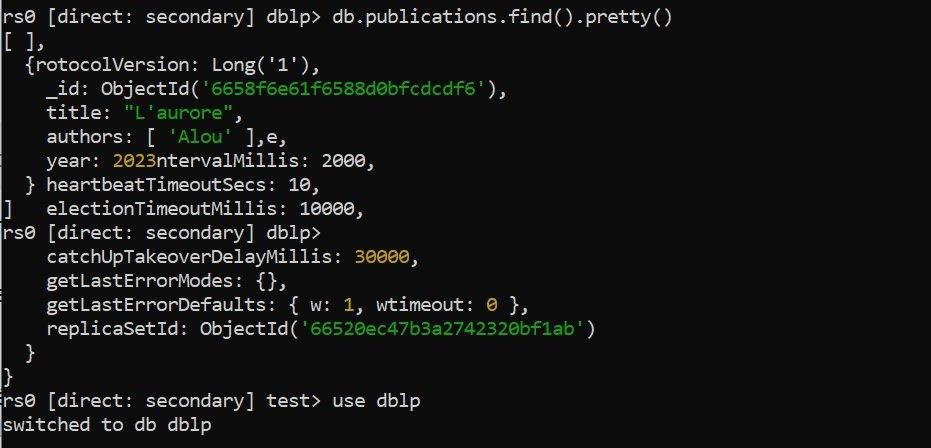 rs0 [direct: secondary] dblp> db.publications.find().pretty()
[ ],
  {rotocolVersion: Long('1'),
    _id: ObjectId('6658f6e61f6588d0bfcdcdf6'),
    title: "L'aurore",
    authors: [ 'Alou' ],e,
    year: 2023ntervalMillis: 2000,
  } heartbeatTimeoutSecs: 10,
]   electionTimeoutMillis: 10000,
rs0 [direct: secondary] dblp>
    catchUpTakeoverDelayMillis: 30000,
    getLastErrorModes: {},
    getLastErrorDefaults: { w: 1, wtimeout: 0 },
    replicaSetId: ObjectId('66520ec47b3a2742320bf1ab')
  }
}
rs0 [direct: secondary] test> use dblp
switched to db dblp